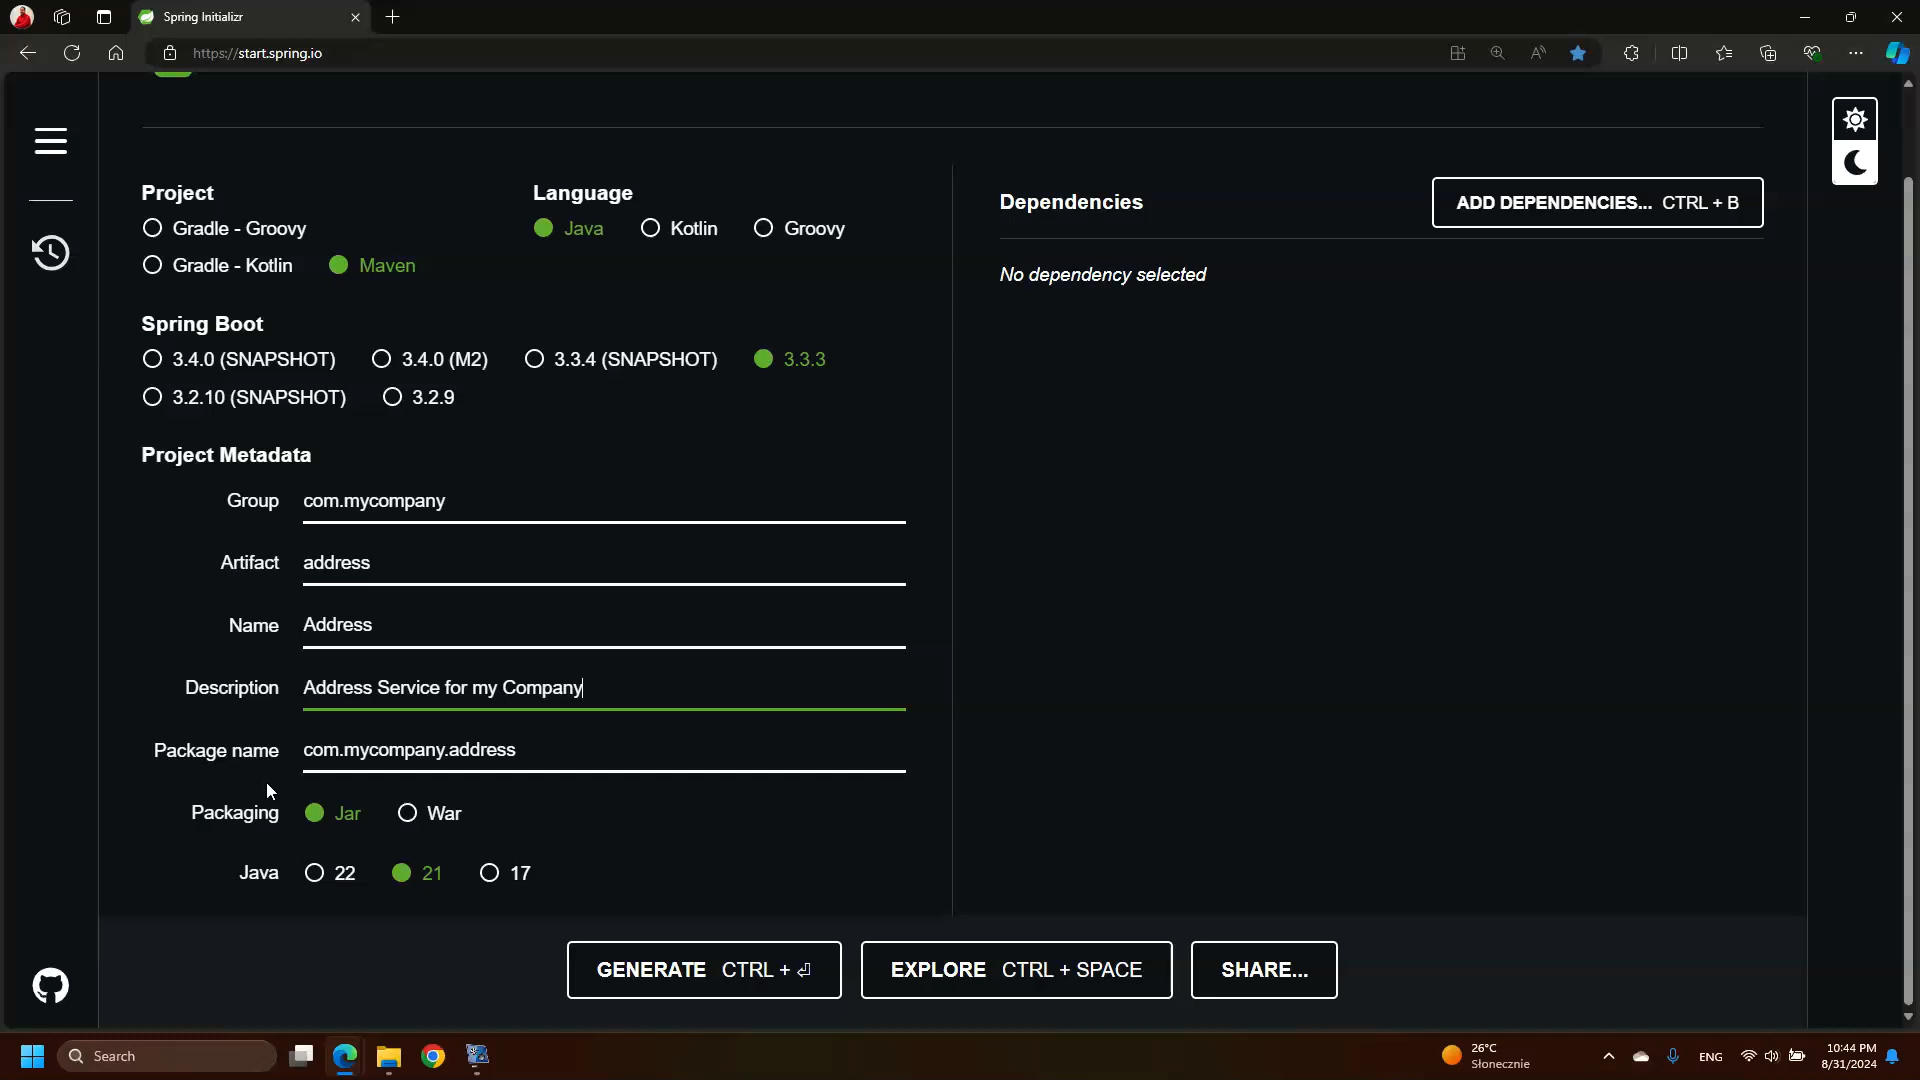 Spring Initializr
https://start.spring.io
Project
Gradle - Groovy
Gradle - Kotlin
Maven
Language
Java
Kotlin
Groovy
Dependencies
ADD DEPENDENCIES... CTRL + B
No dependency selected
Spring Boot
3.4.0 (SNAPSHOT)
3.4.0 (M2)
3.3.4 (SNAPSHOT)
3.3.3
3.2.10 (SNAPSHOT)
3.2.9
Project Metadata
Group com.mycompany
Artifact address
Name Address
Description Address Service for my Company
Package name com.mycompany.address
Packaging Jar War
Java 22 21 17
GENERATE CTRL + ⏎
EXPLORE CTRL + SPACE
SHARE...
Search
26°C
Słonecznie
ENG
10:44 PM
8/31/2024